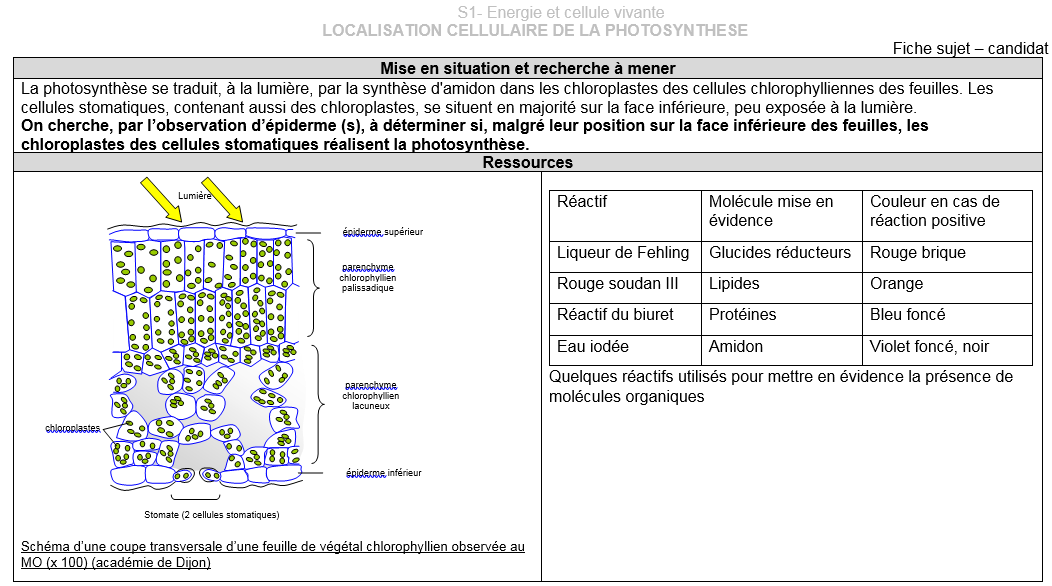 S1- Energie et cellule vivante
LOCALISATION CELLULAIRE DE LA PHOTOSYNTHESE
Fiche sujet – candidat
Mise en situation et recherche à mener
La photosynthèse se traduit, à la lumière, par la synthèse d'amidon dans les chloroplastes des cellules chlorophylliennes des feuilles. Les
cellules stomatiques, contenant aussi des chloroplastes, se situent en majorité sur la face inférieure, peu exposée à la lumière.
On cherche, par l'observation d'épiderme (s), à déterminer si, malgré leur position sur la face inférieure des feuilles, les
chloroplastes des cellules stomatiques réalisent la photosynthèse.
Ressources
Lumière
épiderme supérieur
parenchyme
chlorophyllien
palissadique
parenchyme
chlorophyllien
lacuneux
chloroplastes
épiderme inférieur
Stomate (2 cellules stomatiques)
Schéma d'une coupe transversale d'une feuille de végétal chlorophyllien observée au
MO (x 100) (académie de Dijon)
Réactif
Molécule mise en
évidence
Couleur en cas de
réaction positive
Liqueur de Fehling
Glucides réducteurs
Rouge brique
Rouge soudan III
Lipides
Orange
Réactif du biuret
Protéines
Bleu foncé
Eau iodée
Amidon
Violet foncé, noir
Quelques réactifs utilisés pour mettre en évidence la présence de
molécules organiques